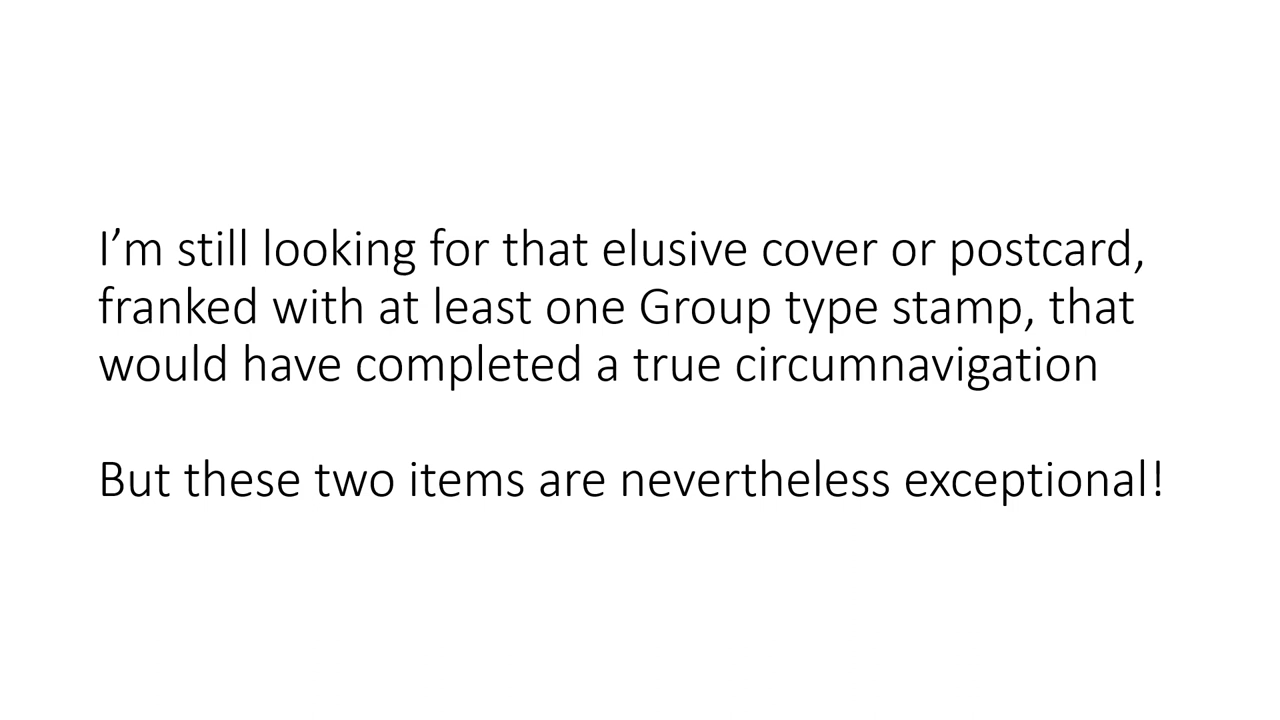 I’m still looking for that elusive cover or postcard,
franked with at least one Group type stamp, that
would have completed a true circumnavigation
But these two items are nevertheless exceptional!